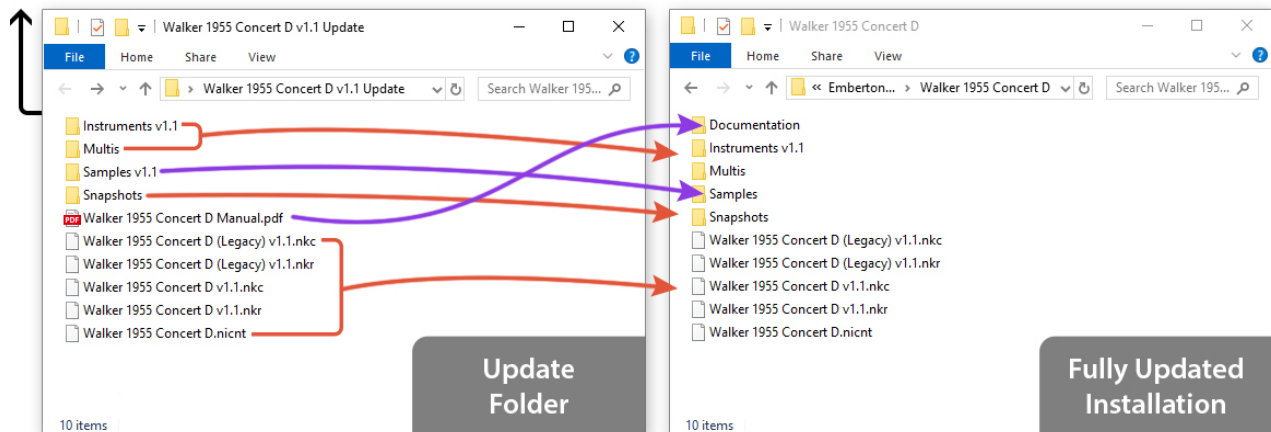 Walker 1955 Concert D v1.1 Update
File Home Share View
Walker 1955 Concert D v1.1 Update
Search Walker 195...
Instruments v1.1
Multis
Samples v1.1
Snapshots
PDF Walker 1955 Concert D Manual.pdf
Walker 1955 Concert D (Legacy) v1.1.nkc
Walker 1955 Concert D (Legacy) v1.1.nkr
Walker 1955 Concert D v1.1.nkc
Walker 1955 Concert D v1.1.nkr
Walker 1955 Concert D.nicnt
Update
Folder
10 items
Walker 1955 Concert D
File Home Share View
« Emberton... › Walker 1955 Concert D
Search Walker 195...
Documentation
Instruments v1.1
Multis
Samples
Snapshots
Walker 1955 Concert D (Legacy) v1.1.nkc
Walker 1955 Concert D (Legacy) v1.1.nkr
Walker 1955 Concert D v1.1.nkc
Walker 1955 Concert D v1.1.nkr
Walker 1955 Concert D.nicnt
Fully Updated
Installation
10 items